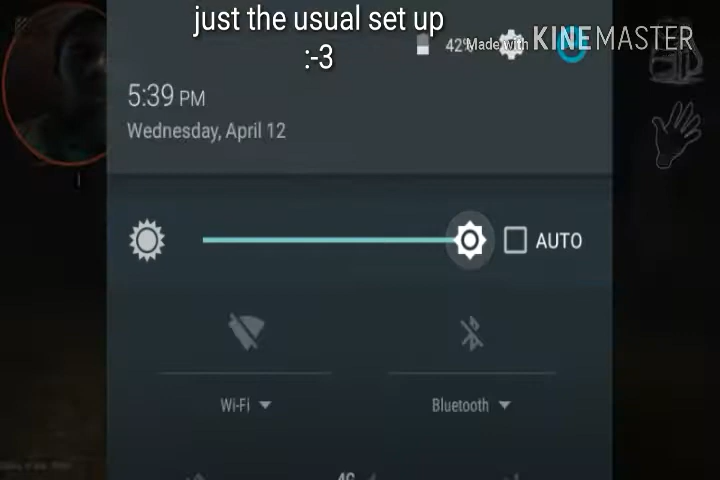 just the usual set up
:-3
42%
Made with KINEMASTER
5:39 PM
Wednesday, April 12
AUTO
Wi-Fi
Bluetooth
4G